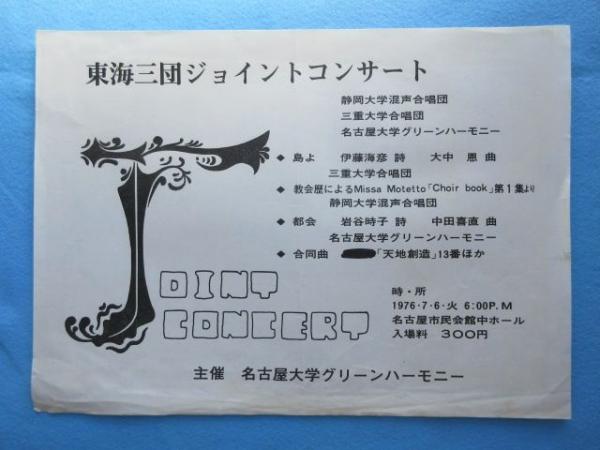 東海三団ジョイントコンサート
静岡大学混声合唱団
三重大学合唱団
名古屋大学グリーンハーモニー
◆ 島よ 伊藤海彦 詩 大中 恩 曲
三重大学合唱団
◆ 教会歴によるMissa Motetto「Choir book」第1集より
静岡大学混声合唱団
◆ 都会 岩谷時子 詩 中田喜直 曲
名古屋大学グリーンハーモニー
◆ 合同曲 「天地創造」13番ほか
JOINT
CONCERT
時・所
1976・7・6・火 6:00P.M
名古屋市民会館中ホール
入場料 300円
主催 名古屋大学グリーンハーモニー